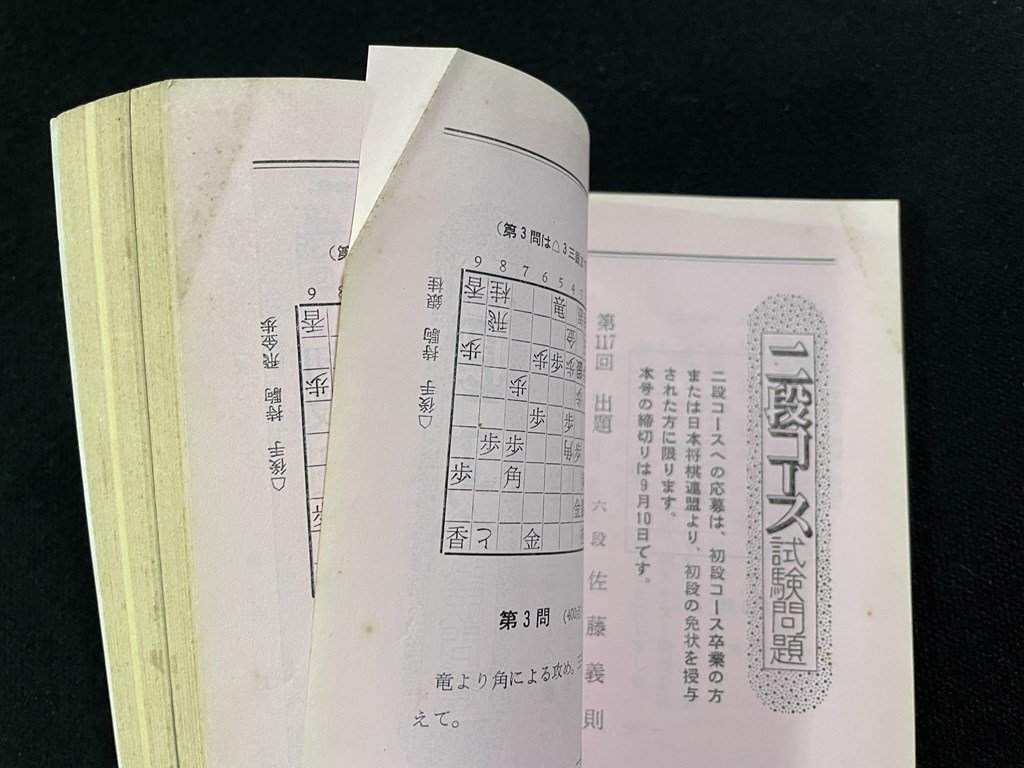 二段コース
試験問題
二段コースへの応募は、初段コース卒業の方
または日本将棋連盟より、初段の免状を授与
された方に限ります。
本号の締切りは9月10日です。
第117回 出題 六段 佐藤義則
(第3問は△3三
9 8 7 6 5 4
△後手 持駒 銀桂
香 桂
飛
歩 歩 歩
歩
歩
歩 歩 角
歩 角
香 と 金
第3問 (400
竜より角による攻め。
えて。
9
△後手 持駒 飛金歩
香
歩